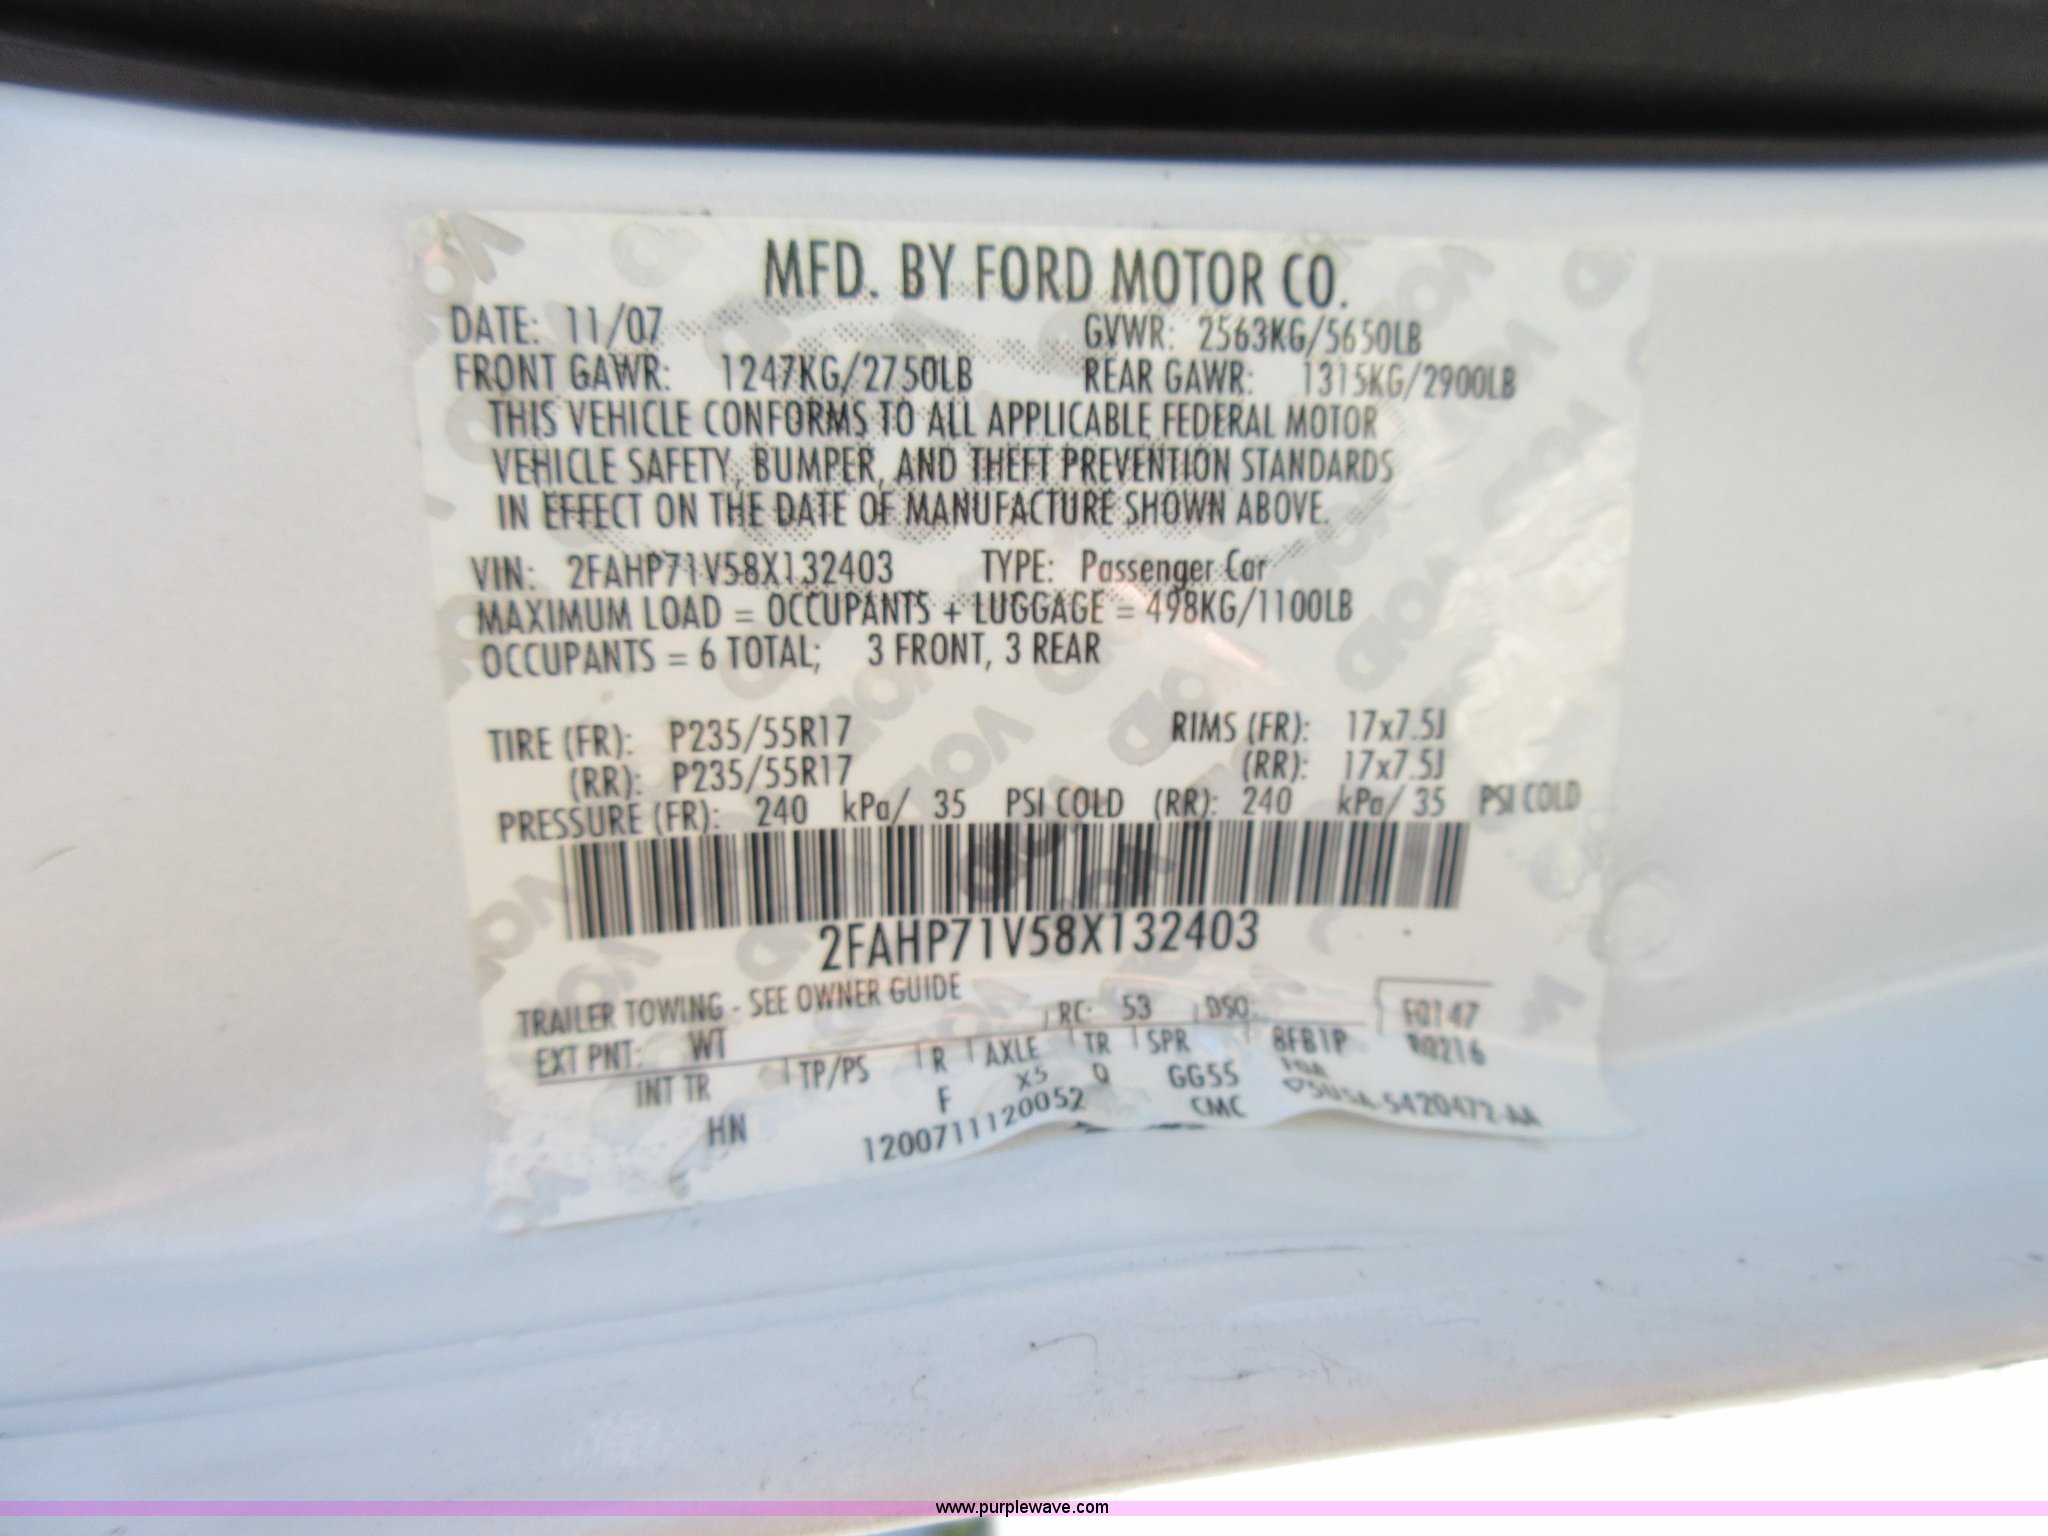 MFD. BY FORD MOTOR CO.
DATE: 11/07 GVWR: 2563KG/5650LB
FRONT GAWR: 1247KG/2750LB REAR GAWR: 1315KG/2900LB
THIS VEHICLE CONFORMS TO ALL APPLICABLE FEDERAL MOTOR
VEHICLE SAFETY, BUMPER, AND THEFT PREVENTION STANDARDS
IN EFFECT ON THE DATE OF MANUFACTURE SHOWN ABOVE.
VIN: 2FAHP71V58X132403 TYPE: Passenger Car
MAXIMUM LOAD = OCCUPANTS + LUGGAGE = 498KG/1100LB
OCCUPANTS = 6 TOTAL; 3 FRONT, 3 REAR
TIRE (FR): P235/55R17 RIMS (FR): 17x7.5J
(RR): P235/55R17 (RR): 17x7.5J
PRESSURE (FR): 240 kPa/ 35 PSI COLD (RR): 240 kPa/ 35 PSI COLD
2FAHP71V58X132403
TRAILER TOWING - SEE OWNER GUIDE
EXT PNT: WT RC: 53 DSO: F0147
INT TR TP/PS R AXLE TR SPR 8FB1P R0216
HN F X5 Q GGSS
120071112 0052 CMC
www.purplewave.com